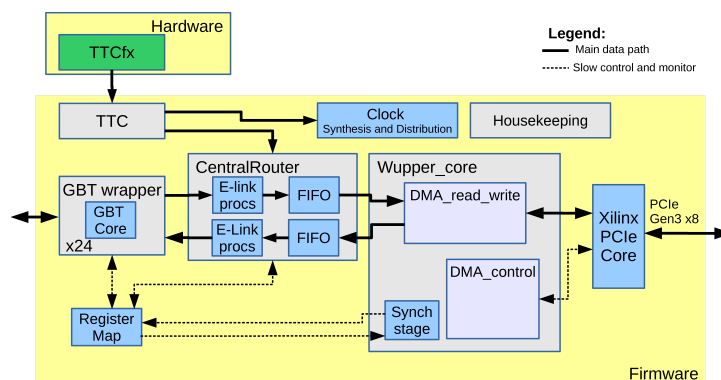 Hardware
TTCfx
Legend:
Main data path
Slow control and monitor
TTC
Clock
Synthesis and Distribution
Housekeeping
CentralRouter
Wupper_core
GBT wrapper
GBT
Core
x24
E-link
procs
FIFO
E-Link
procs
FIFO
DMA_read_write
DMA_control
Xilinx
PCIe
Core
PCIe
Gen3 x8
Register
Map
Synch
stage
Firmware